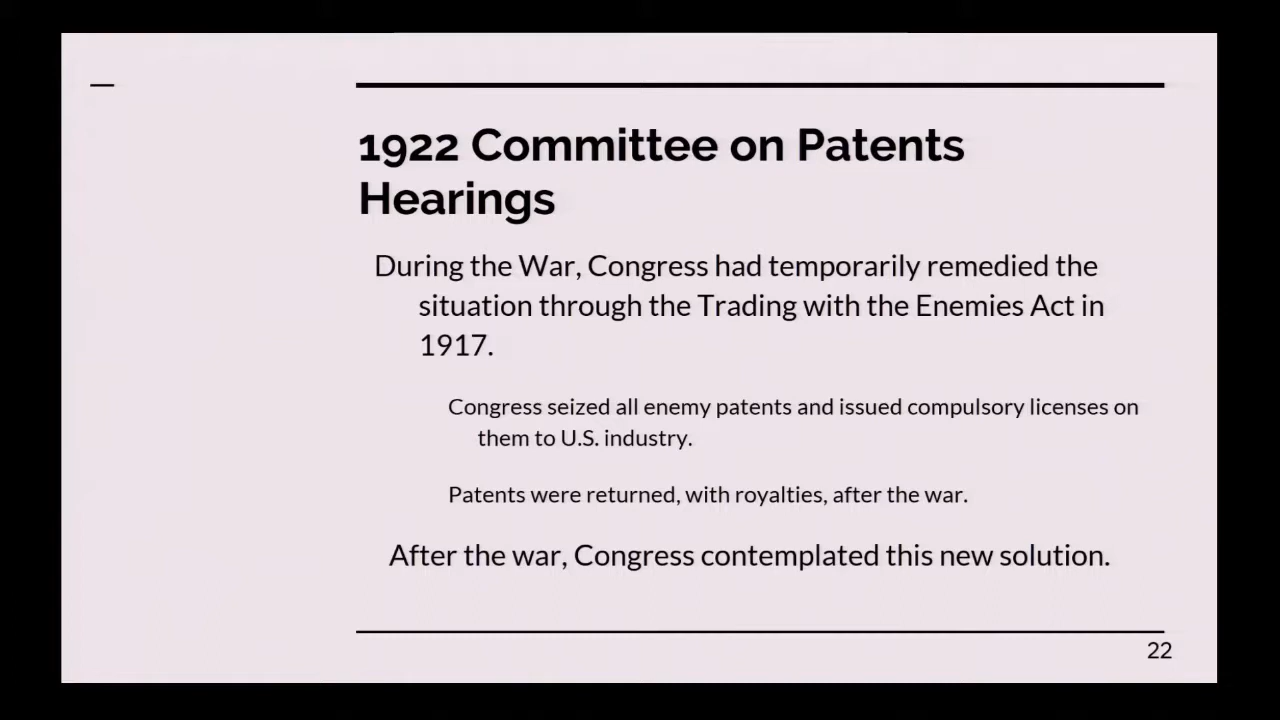 1922 Committee on Patents
Hearings
During the War, Congress had temporarily remedied the
situation through the Trading with the Enemies Act in
1917.
Congress seized all enemy patents and issued compulsory licenses on
them to U.S. industry.
Patents were returned, with royalties, after the war.
After the war, Congress contemplated this new solution.
22